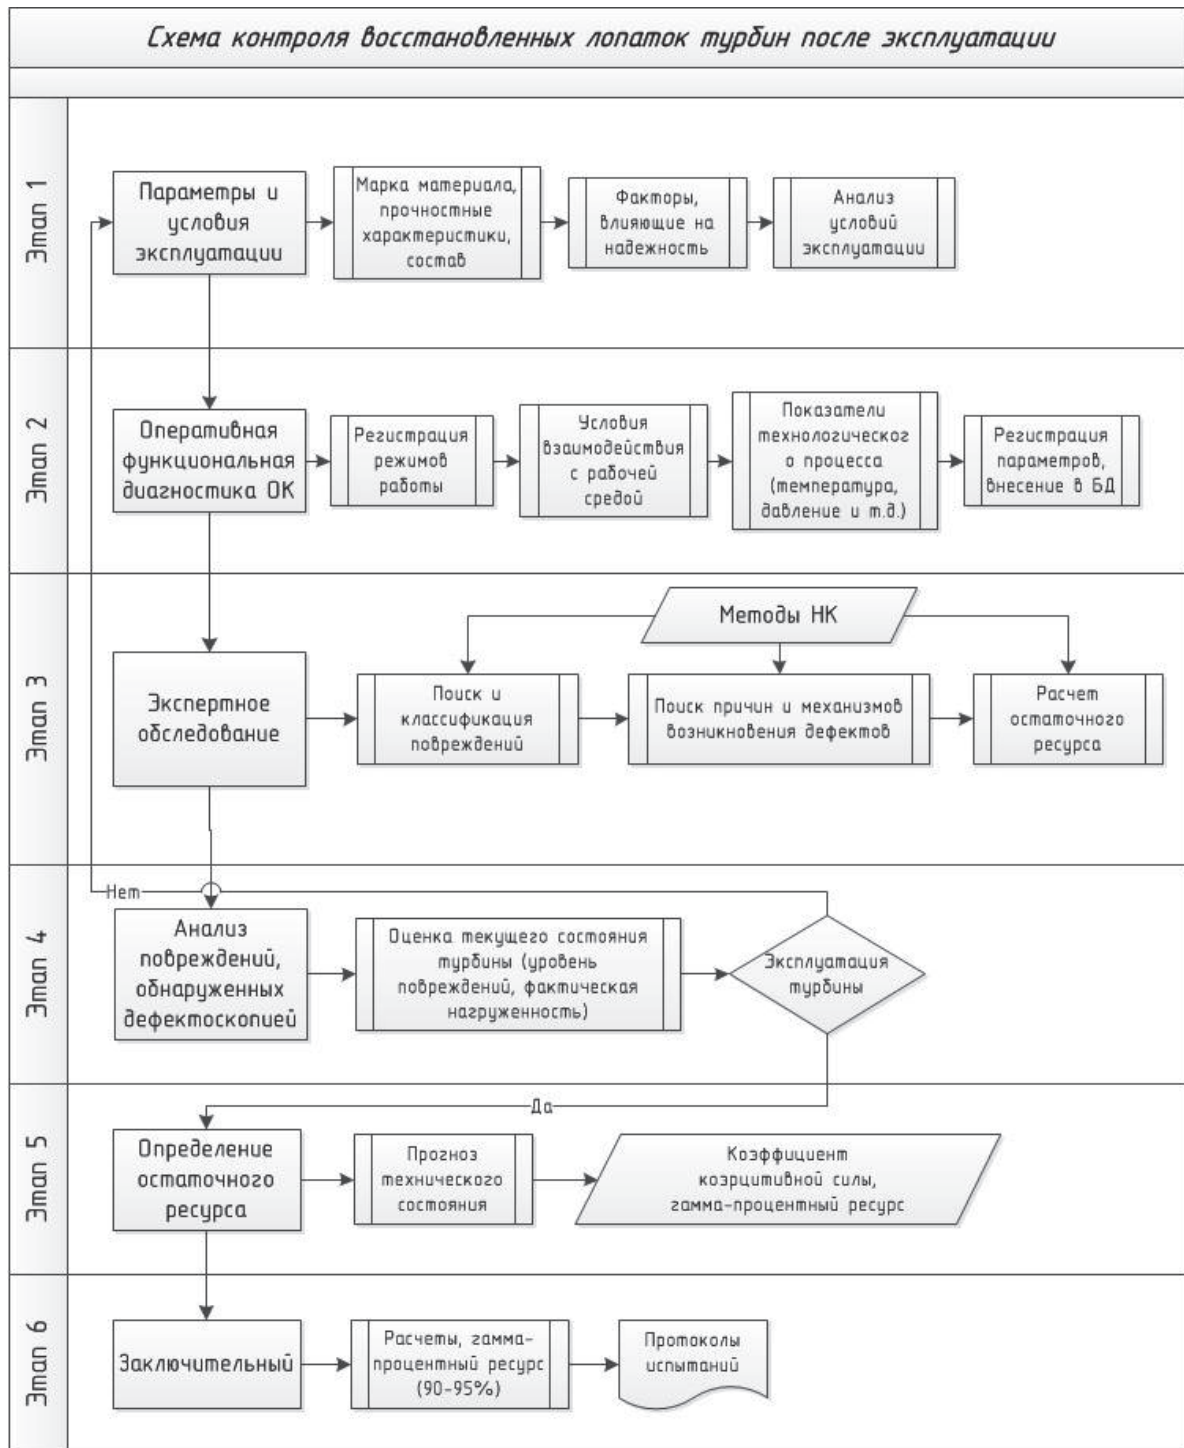 Схема контроля восстановленных лопаток турбин после эксплуатации
Этап 1
Параметры и
условия
эксплуатации
Марка материала,
прочностные
характеристики,
состав
Факторы,
влияющие на
надежность
Анализ
условий
эксплуатации
Этап 2
Оперативная
функциональная
диагностика ОК
Регистрация
режимов
работы
Условия
взаимодействия
с рабочей
средой
Показатели
технологическог
о процесса
(температура,
давление и т.д.)
Регистрация
параметров,
внесение в БД
Этап 3
Методы НК
Экспертное
обследование
Поиск и
классификация
повреждений
Поиск причин и механизмов
возникновения дефектов
Расчет
остаточного
ресурса
Этап 4
Нет
Анализ
повреждений,
обнаруженных
дефектоскопией
Оценка текущего состояния
турбины (уровень
повреждений, фактическая
нагруженность)
Эксплуатация
турбины
Этап 5
Да
Определение
остаточного
ресурса
Прогноз
технического
состояния
Коэффициент
коэрцитивной силы,
гамма-процентный ресурс
Этап 6
Заключительный
Расчеты, гамма-
процентный ресурс
(90-95%)
Протоколы
испытаний